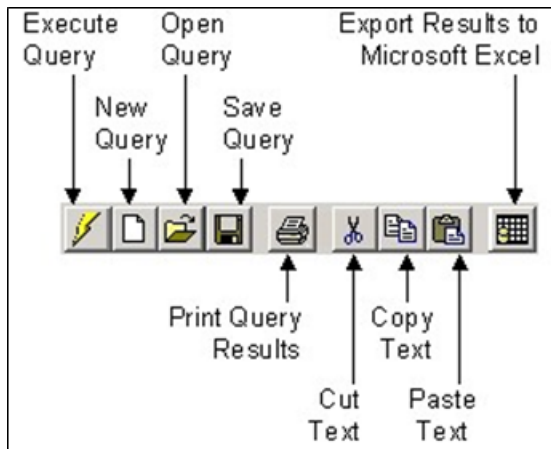 Execute
Query
Open
Query
Export Results to
Microsoft Excel
New
Query
Save
Query
Print Query
Results
Copy
Text
Cut
Text
Paste
Text